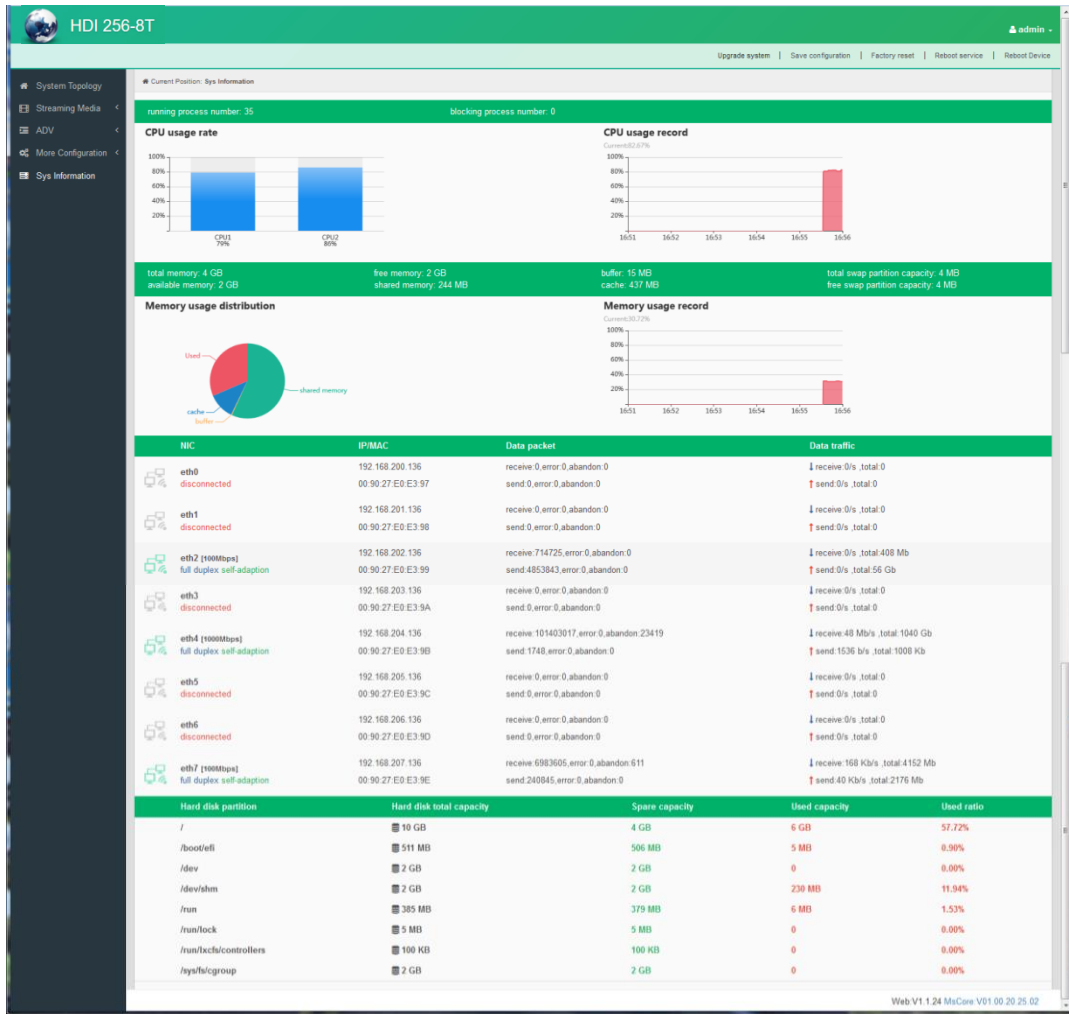 HDI 256-8T
admin
Upgrade system | Save configuration | Factory reset | Reboot service | Reboot Device
System Topology
Streaming Media
ADV
More Configuration
Sys Information
Current Position: Sys Information
running process number: 35 blocking process number: 0
CPU usage rate
100%
80%
60%
40%
20%
CPU1 CPU2
79% 86%
CPU usage record
Current:82.67%
100%
80%
60%
40%
20%
16:51 16:52 16:53 16:54 16:55 16:56
total memory: 4 GB free memory: 2 GB buffer: 15 MB total swap partition capacity: 4 MB
available memory: 2 GB shared memory: 244 MB cache: 437 MB free swap partition capacity: 4 MB
Memory usage distribution
Used
shared memory
cache
buffer
Memory usage record
Current:30.72%
100%
80%
60%
40%
20%
16:51 16:52 16:53 16:54 16:55 16:56
NIC IP/MAC Data packet Data traffic
eth0 192.168.200.136 receive:0,error:0,abandon:0 receive:0/s ,total:0
disconnected 00:90:27:E0:E3:97 send:0,error:0,abandon:0 send:0/s ,total:0
eth1 192.168.201.136 receive:0,error:0,abandon:0 receive:0/s ,total:0
disconnected 00:90:27:E0:E3:98 send:0,error:0,abandon:0 send:0/s ,total:0
eth2 [100Mbps] 192.168.202.136 receive:714725,error:0,abandon:0 receive:0/s ,total:408 Mb
full duplex self-adaption 00:90:27:E0:E3:99 send:4853843,error:0,abandon:0 send:0/s ,total:56 Gb
eth3 192.168.203.136 receive:0,error:0,abandon:0 receive:0/s ,total:0
disconnected 00:90:27:E0:E3:9A send:0,error:0,abandon:0 send:0/s ,total:0
eth4 [1000Mbps] 192.168.204.136 receive:101403017,error:0,abandon:23419 receive:48 Mb/s ,total:1040 Gb
full duplex self-adaption 00:90:27:E0:E3:9B send:1748,error:0,abandon:0 send:1536 b/s ,total:1008 Kb
eth5 192.168.205.136 receive:0,error:0,abandon:0 receive:0/s ,total:0
disconnected 00:90:27:E0:E3:9C send:0,error:0,abandon:0 send:0/s ,total:0
eth6 192.168.206.136 receive:0,error:0,abandon:0 receive:0/s ,total:0
disconnected 00:90:27:E0:E3:9D send:0,error:0,abandon:0 send:0/s ,total:0
eth7 [100Mbps] 192.168.207.136 receive:6983605,error:0,abandon:611 receive:168 Kb/s ,total:4152 Mb
full duplex self-adaption 00:90:27:E0:E3:9E send:240845,error:0,abandon:0 send:40 Kb/s ,total:2176 Mb
Hard disk partition Hard disk total capacity Spare capacity Used capacity Used ratio
/ 10 GB 4 GB 6 GB 57.72%
/boot/efi 511 MB 506 MB 5 MB 0.90%
/dev 2 GB 2 GB 0 0.00%
/dev/shm 2 GB 2 GB 230 MB 11.94%
/run 385 MB 379 MB 6 MB 1.53%
/run/lock 5 MB 5 MB 0 0.00%
/run/lxcfs/controllers 100 KB 100 KB 0 0.00%
/sys/fs/cgroup 2 GB 2 GB 0 0.00%
Web:V1.1.24 MsCore:V01.00.20.25.02